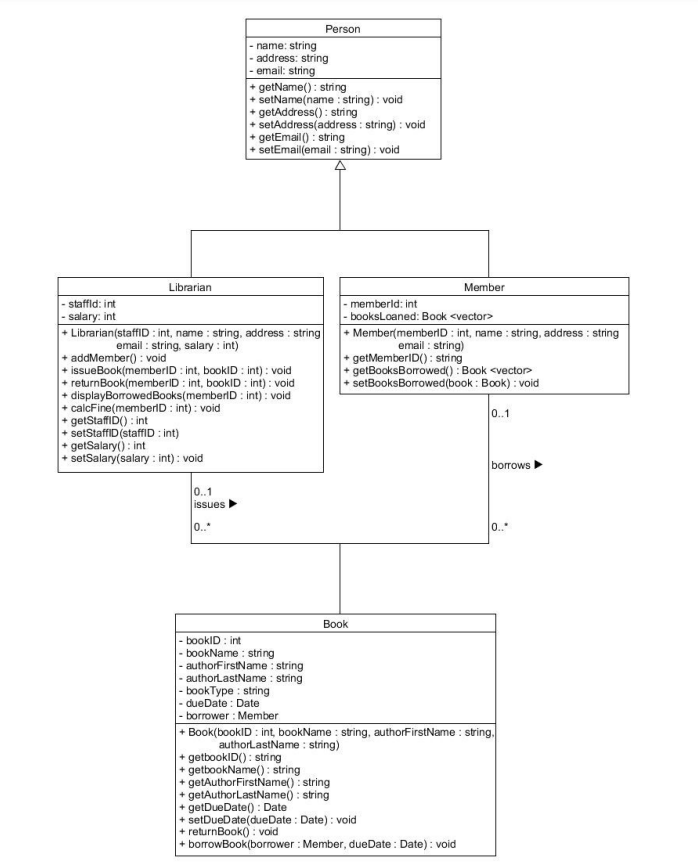 Person
- name: string
- address: string
- email: string
+ getName() : string
+ setName(name : string) : void
+ getAddress() : string
+ setAddress(address : string) : void
+ getEmail() : string
+ setEmail(email : string) : void
Librarian
- staffId: int
- salary: int
+ Librarian(staffID : int, name : string, address : string
email : string, salary : int)
+ addMember() : void
+ issueBook(memberID : int, bookID : int) : void
+ returnBook(memberID : int, bookID : int) : void
+ displayBorrowedBooks(memberID : int) : void
+ calcFine(memberID : int) : void
+ getStaffID() : int
+ setStaffID(staffID : int)
+ getSalary() : int
+ setSalary(salary : int) : void
Member
- memberId: int
- booksLoaned: Book <vector>
+ Member(memberID : int, name : string, address : string
email : string)
+ getMemberID() : string
+ getBooksBorrowed() : Book <vector>
+ setBooksBorrowed(book : Book) : void
0..1
issues ▶
0..*
0..1
borrows ▶
0..*
Book
- bookID : int
- bookName : string
- authorFirstName : string
- authorLastName : string
- bookType : string
- dueDate : Date
- borrower : Member
+ Book(bookID : int, bookName : string, authorFirstName : string,
authorLastName : string)
+ getbookID() : string
+ getbookName() : string
+ getAuthorFirstName() : string
+ getAuthorLastName() : string
+ getDueDate() : Date
+ setDueDate(dueDate : Date) : void
+ returnBook() : void
+ borrowBook(borrower : Member, dueDate : Date) : void